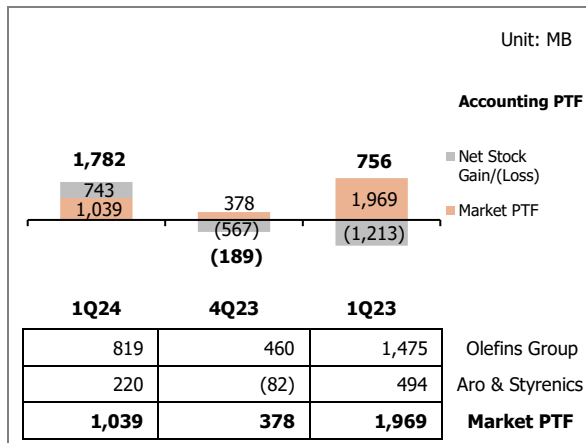 Unit: MB
Accounting PTF
1,782
756
Net Stock
Gain/(Loss)
743
378
1,969
Market PTF
1,039
(567)
(1,213)
(189)
1Q24 4Q23 1Q23
819 460 1,475 Olefins Group
220 (82) 494 Aro & Styrenics
1,039 378 1,969 Market PTF